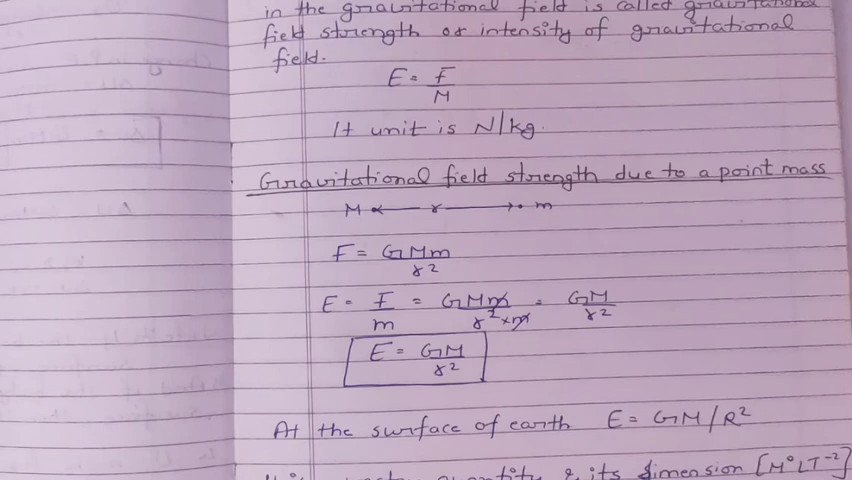 in the gravitational field is called gravitational
field strength or intensity of gravitational
field.
E = F/M
It unit is N/kg.
Gravitational field strength due to a point mass
M ← r → m
F = GMm/r²
E = F/m = GMm/r²×m = GM/r²
E = GM/r²
At the surface of earth E = GM/R²
quantity & its dimension [M⁰LT⁻²]